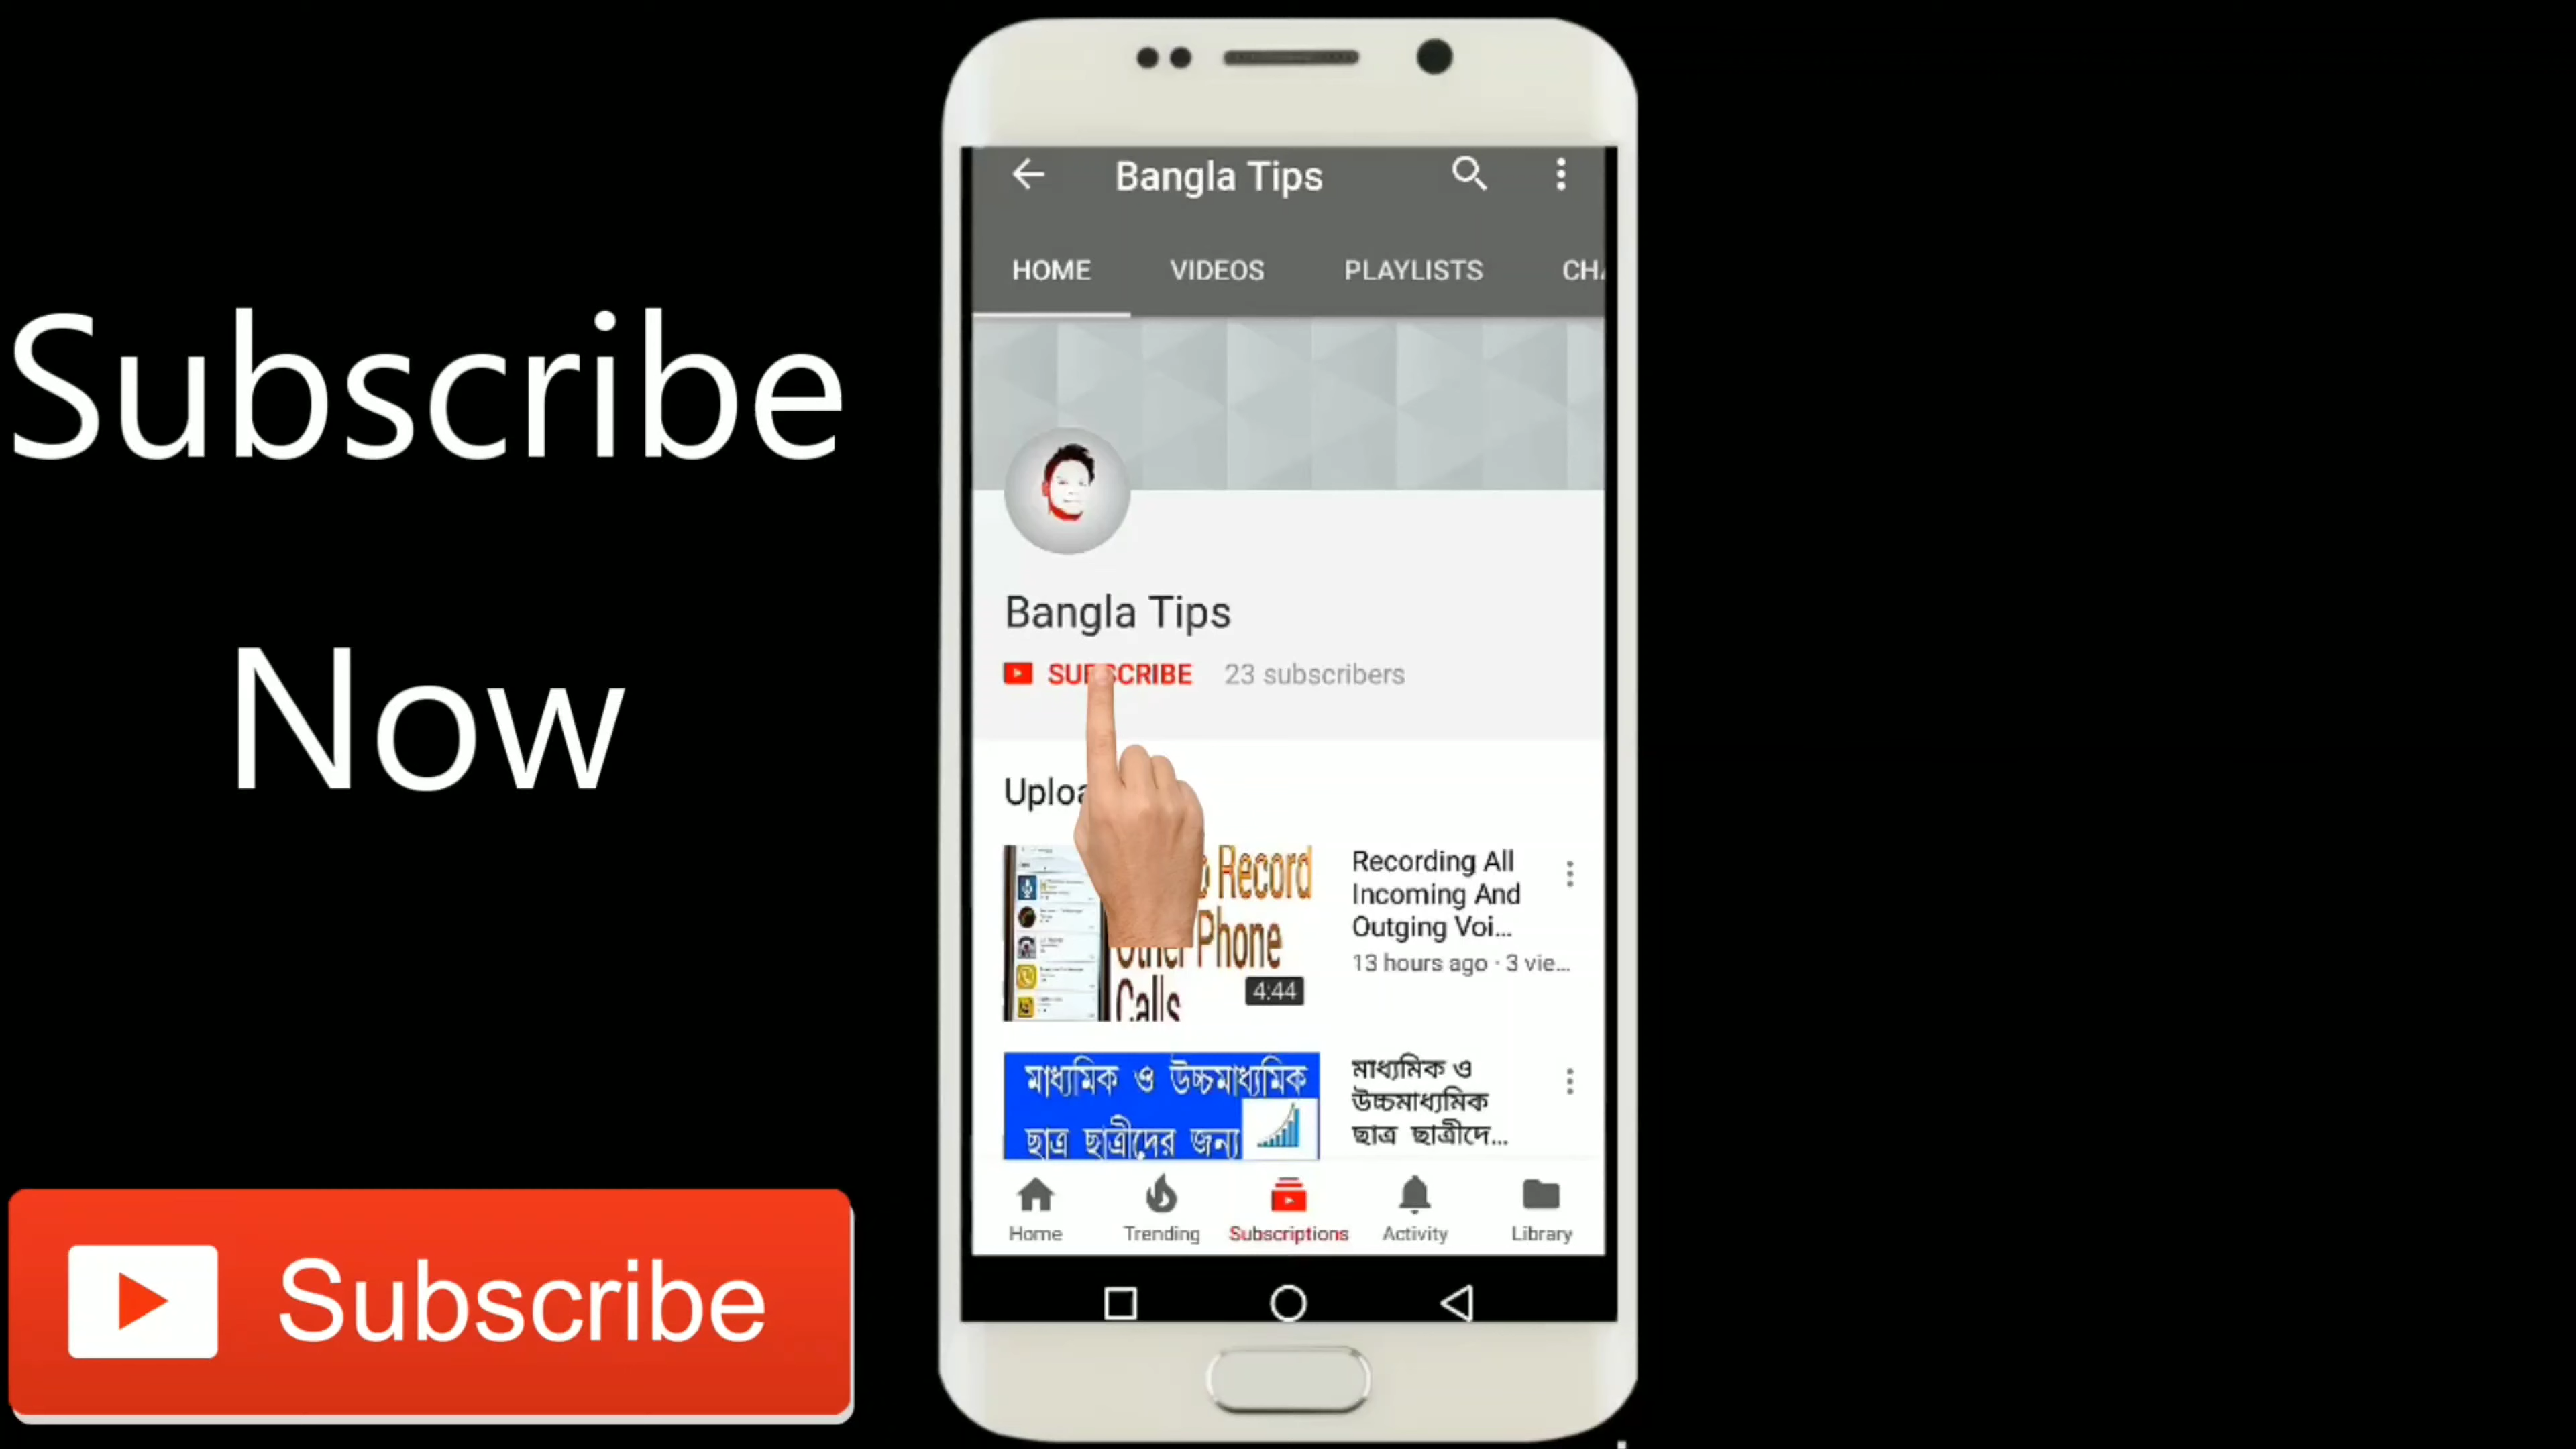 Subscribe
Now
Subscribe
Bangla Tips
HOME VIDEOS PLAYLISTS
Bangla Tips
SUBSCRIBE 23 subscribers
Record
Other Phone
Calls
4:44
Recording All
Incoming And
Outging Voi...
13 hours ago · 3 vie...
মাধ্যমিক ও উচ্চমাধ্যমিক
ছাত্র ছাত্রীদের জন্য
মাধ্যমিক ও
উচ্চমাধ্যমিক
ছাত্র ছাত্রীদে...
Home Trending Subscriptions Activity Library